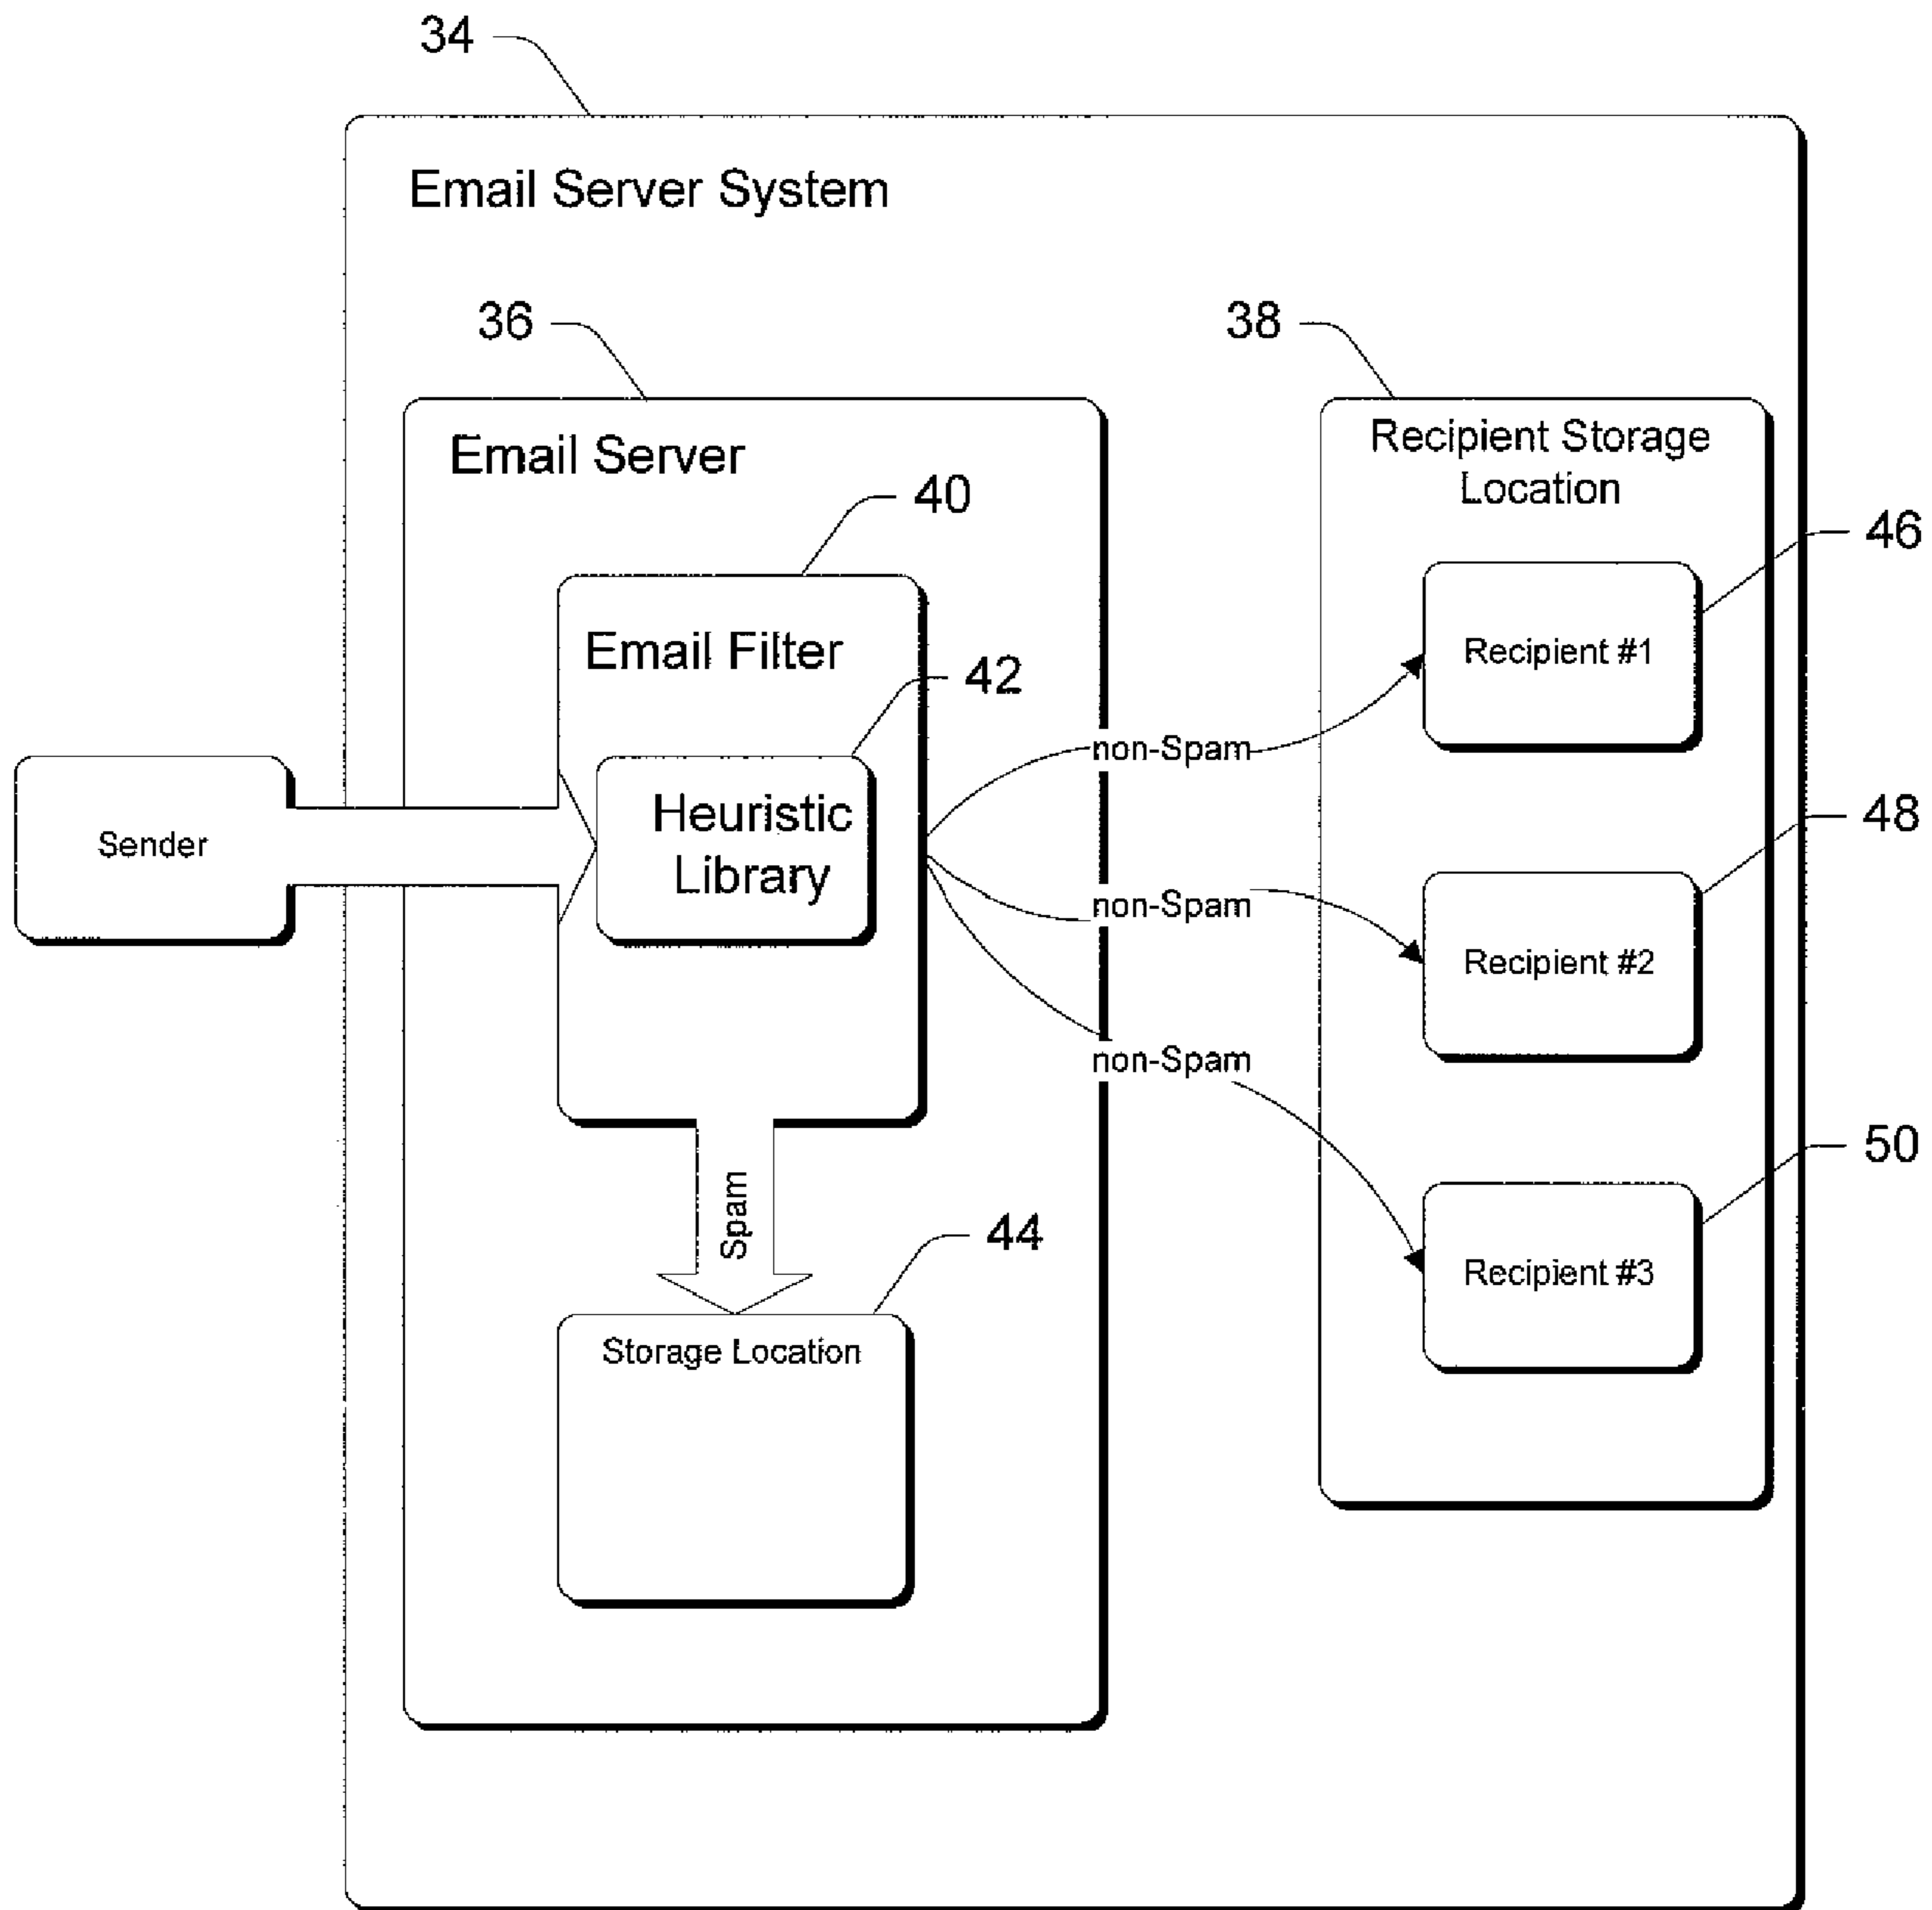 34
Email Server System
36
38
Email Server
Recipient Storage
Location
40
46
Email Filter
Recipient #1
42
non-Spam
Sender
Heuristic
Library
48
non-Spam
Recipient #2
non-Spam
50
Spam
44
Recipient #3
Storage Location